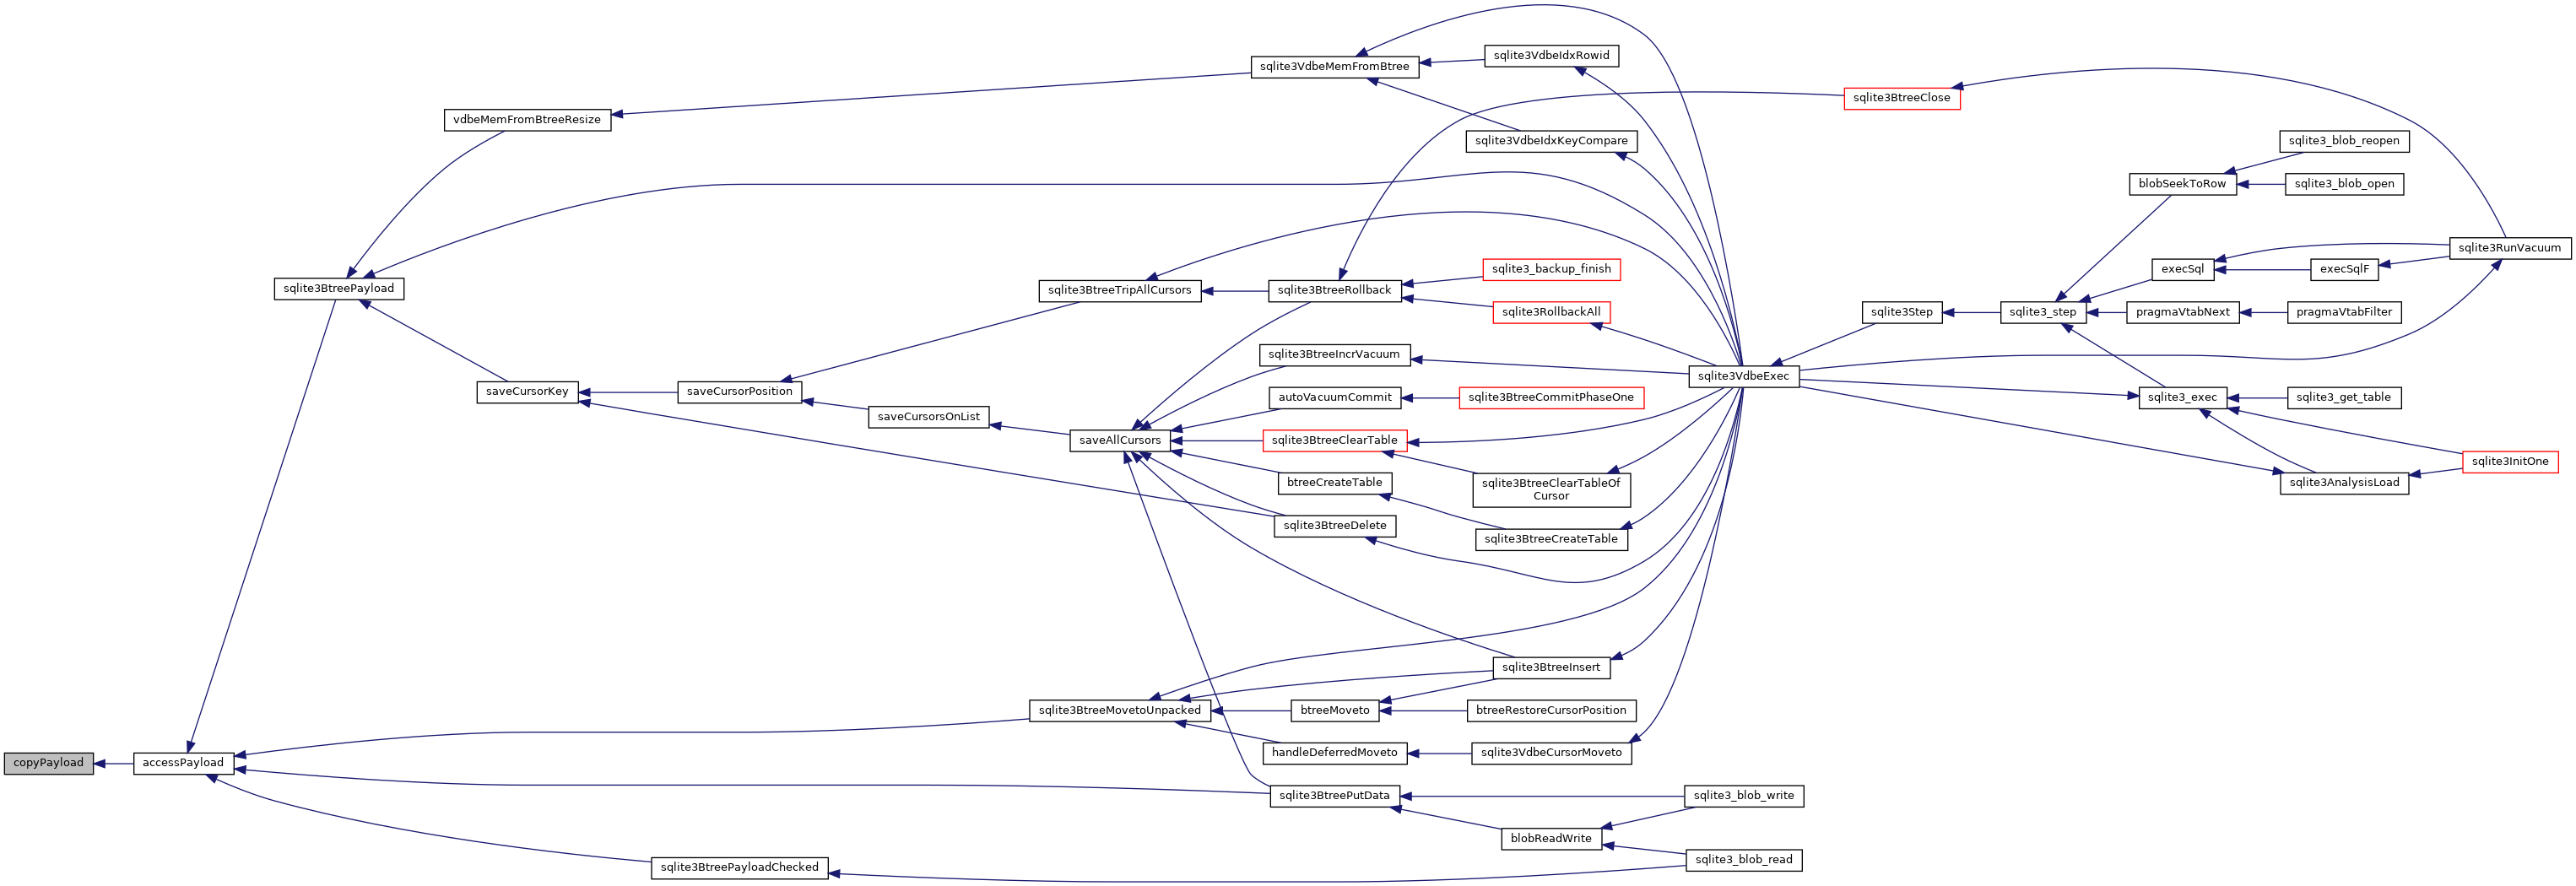 copyPayload
accessPayload
sqlite3BtreePayload
vdbeMemFromBtreeResize
saveCursorKey
sqlite3BtreePayloadChecked
saveCursorPosition
saveCursorsOnList
sqlite3BtreeTripAllCursors
saveAllCursors
sqlite3BtreeMovetoUnpacked
sqlite3VdbeMemFromBtree
sqlite3BtreeRollback
sqlite3BtreeIncrVacuum
autoVacuumCommit
sqlite3BtreeClearTable
btreeCreateTable
sqlite3BtreeDelete
btreeMoveto
handleDeferredMoveto
sqlite3BtreePutData
sqlite3VdbeIdxRowid
sqlite3VdbeIdxKeyCompare
sqlite3_backup_finish
sqlite3RollbackAll
sqlite3BtreeCommitPhaseOne
sqlite3BtreeClearTableOf
Cursor
sqlite3BtreeCreateTable
sqlite3BtreeInsert
btreeRestoreCursorPosition
sqlite3VdbeCursorMoveto
blobReadWrite
sqlite3VdbeExec
sqlite3_blob_write
sqlite3_blob_read
sqlite3BtreeClose
sqlite3Step
sqlite3_step
blobSeekToRow
execSql
pragmaVtabNext
sqlite3_exec
sqlite3_blob_reopen
sqlite3_blob_open
execSqlF
pragmaVtabFilter
sqlite3_get_table
sqlite3AnalysisLoad
sqlite3RunVacuum
sqlite3InitOne